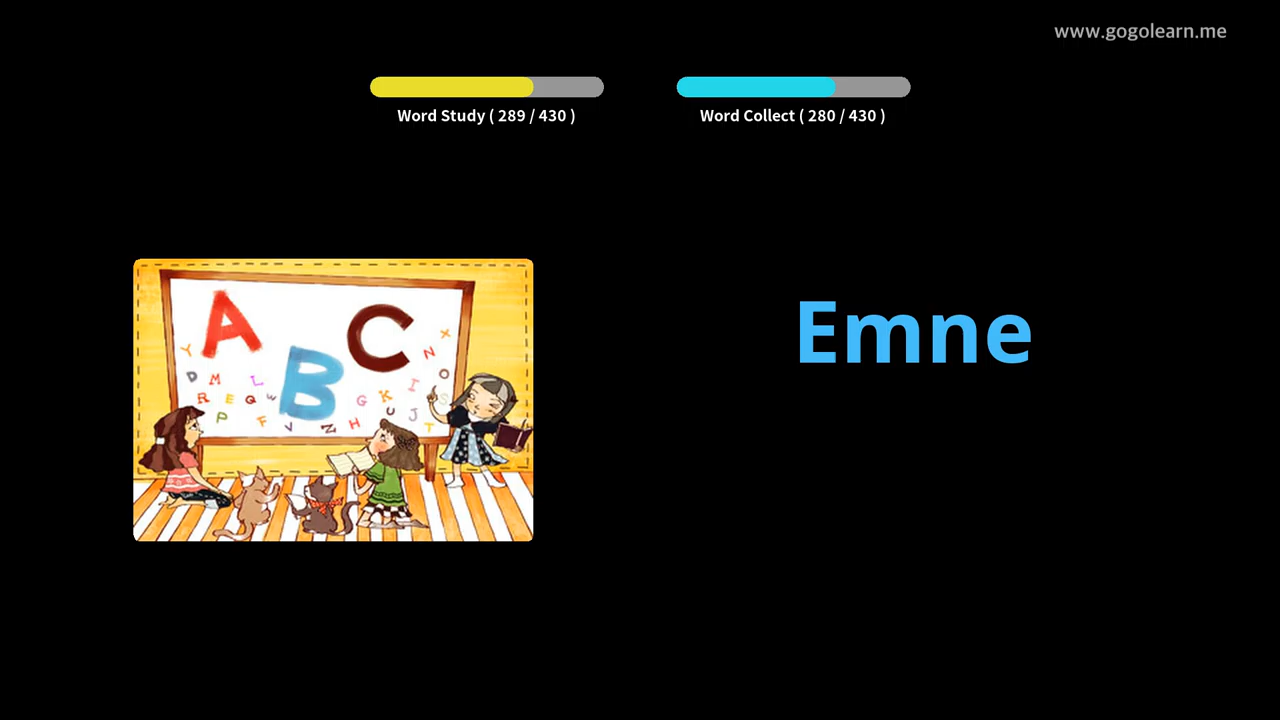 www.gogolearn.me
Word Study ( 289 / 430 )
Word Collect ( 280 / 430 )
Emne
A
C
B
Y
X
N
D M L I O
R E Q W G K S
P F V Z H U J T